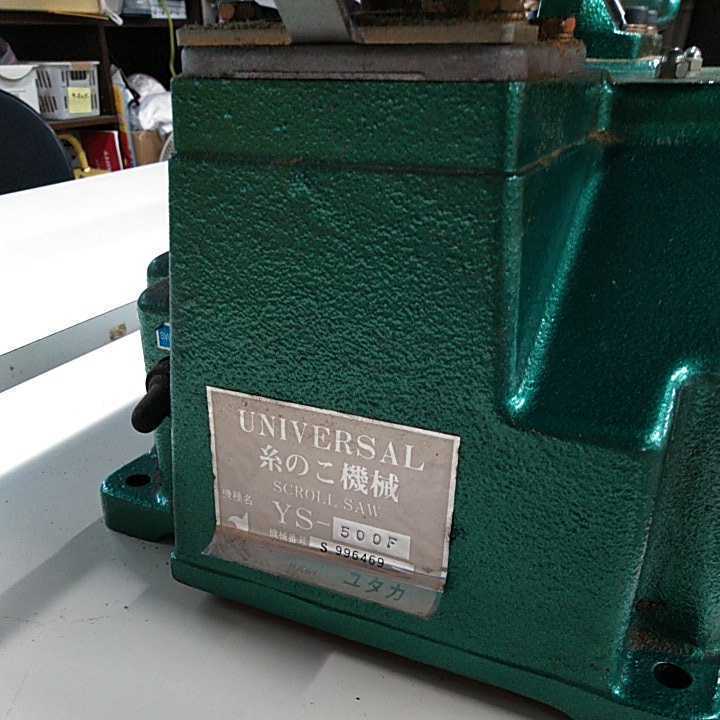 UNIVERSAL
糸のこ機械
SCROLL SAW
機種名
YS-500F
機械番号
S 996469
ユタカ